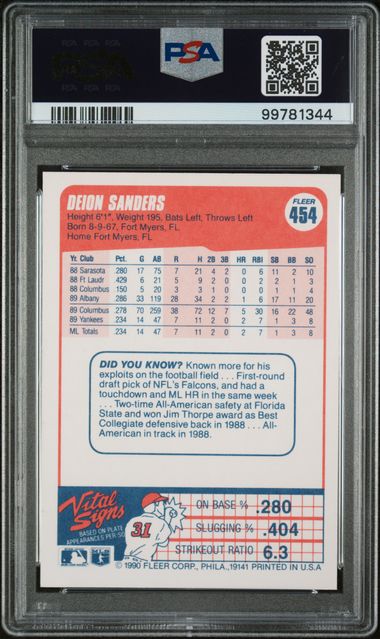 PSA
99781344
DEION SANDERS
FLEER
454
Height 6'1", Weight 195, Bats Left, Throws Left
Born 8-9-67, Fort Myers, FL
Home Fort Myers, FL
Yr. Club Pct. G AB R H 2B 3B HR RBI SB BB SO
88 Sarasota 280 17 75 7 21 4 2 0 6 11 2 10
88 Ft Laudr 429 6 21 5 9 2 0 0 2 2 1 3
88 Columbus 150 5 20 3 3 1 0 0 0 1 1 4
89 Albany 286 33 119 28 34 2 2 1 6 17 11 20
89 Columbus 278 70 259 38 72 12 7 5 30 16 22 48
89 Yankees 234 14 47 7 11 2 0 2 7 1 3 8
ML Totals 234 14 47 7 11 2 0 2 7 1 3 8
DID YOU KNOW? Known more for his
exploits on the football field . . . First-round
draft pick of NFL's Falcons, and had a
touchdown and ML HR in the same week
. . . Two-time All-American safety at Florida
State and won Jim Thorpe award as Best
Collegiate defensive back in 1988 . . . All-
American in track in 1988.
Vital
Signs
BASED ON PLATE
APPEARANCES PER SO
31
ON BASE % .280
SLUGGING % .404
STRIKEOUT RATIO 6.3
© 1990 FLEER CORP., PHILA., 19141 PRINTED IN U.S.A